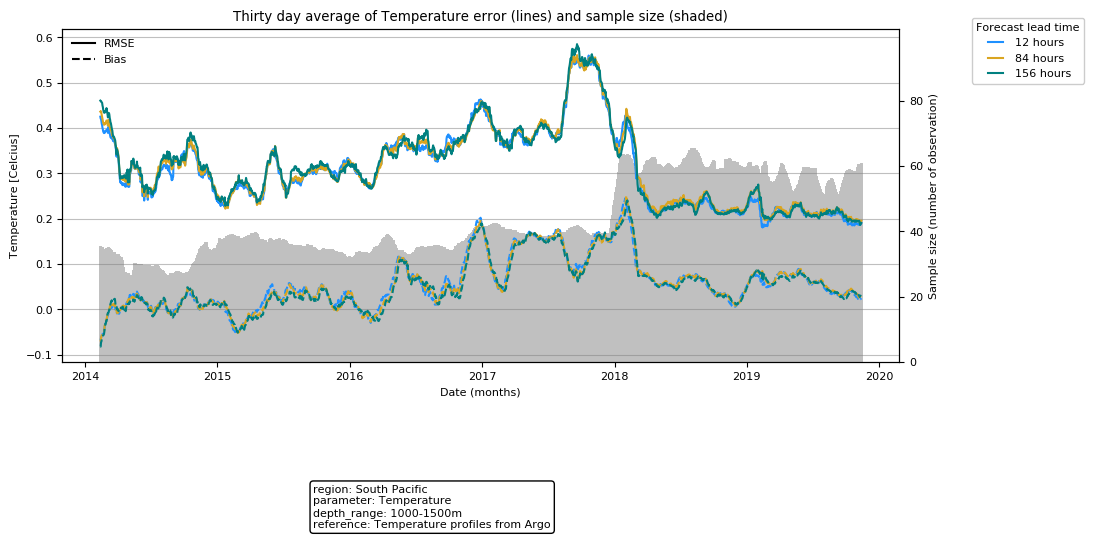 Thirty day average of Temperature error (lines) and sample size (shaded)
Forecast lead time
12 hours
84 hours
156 hours
RMSE
Bias
Temperature [Celcius]
0.6
0.5
0.4
0.3
0.2
0.1
0.0
−0.1
Sample size (number of observation)
80
60
40
20
0
2014 2015 2016 2017 2018 2019 2020
Date (months)
region: South Pacific
parameter: Temperature
depth_range: 1000-1500m
reference: Temperature profiles from Argo